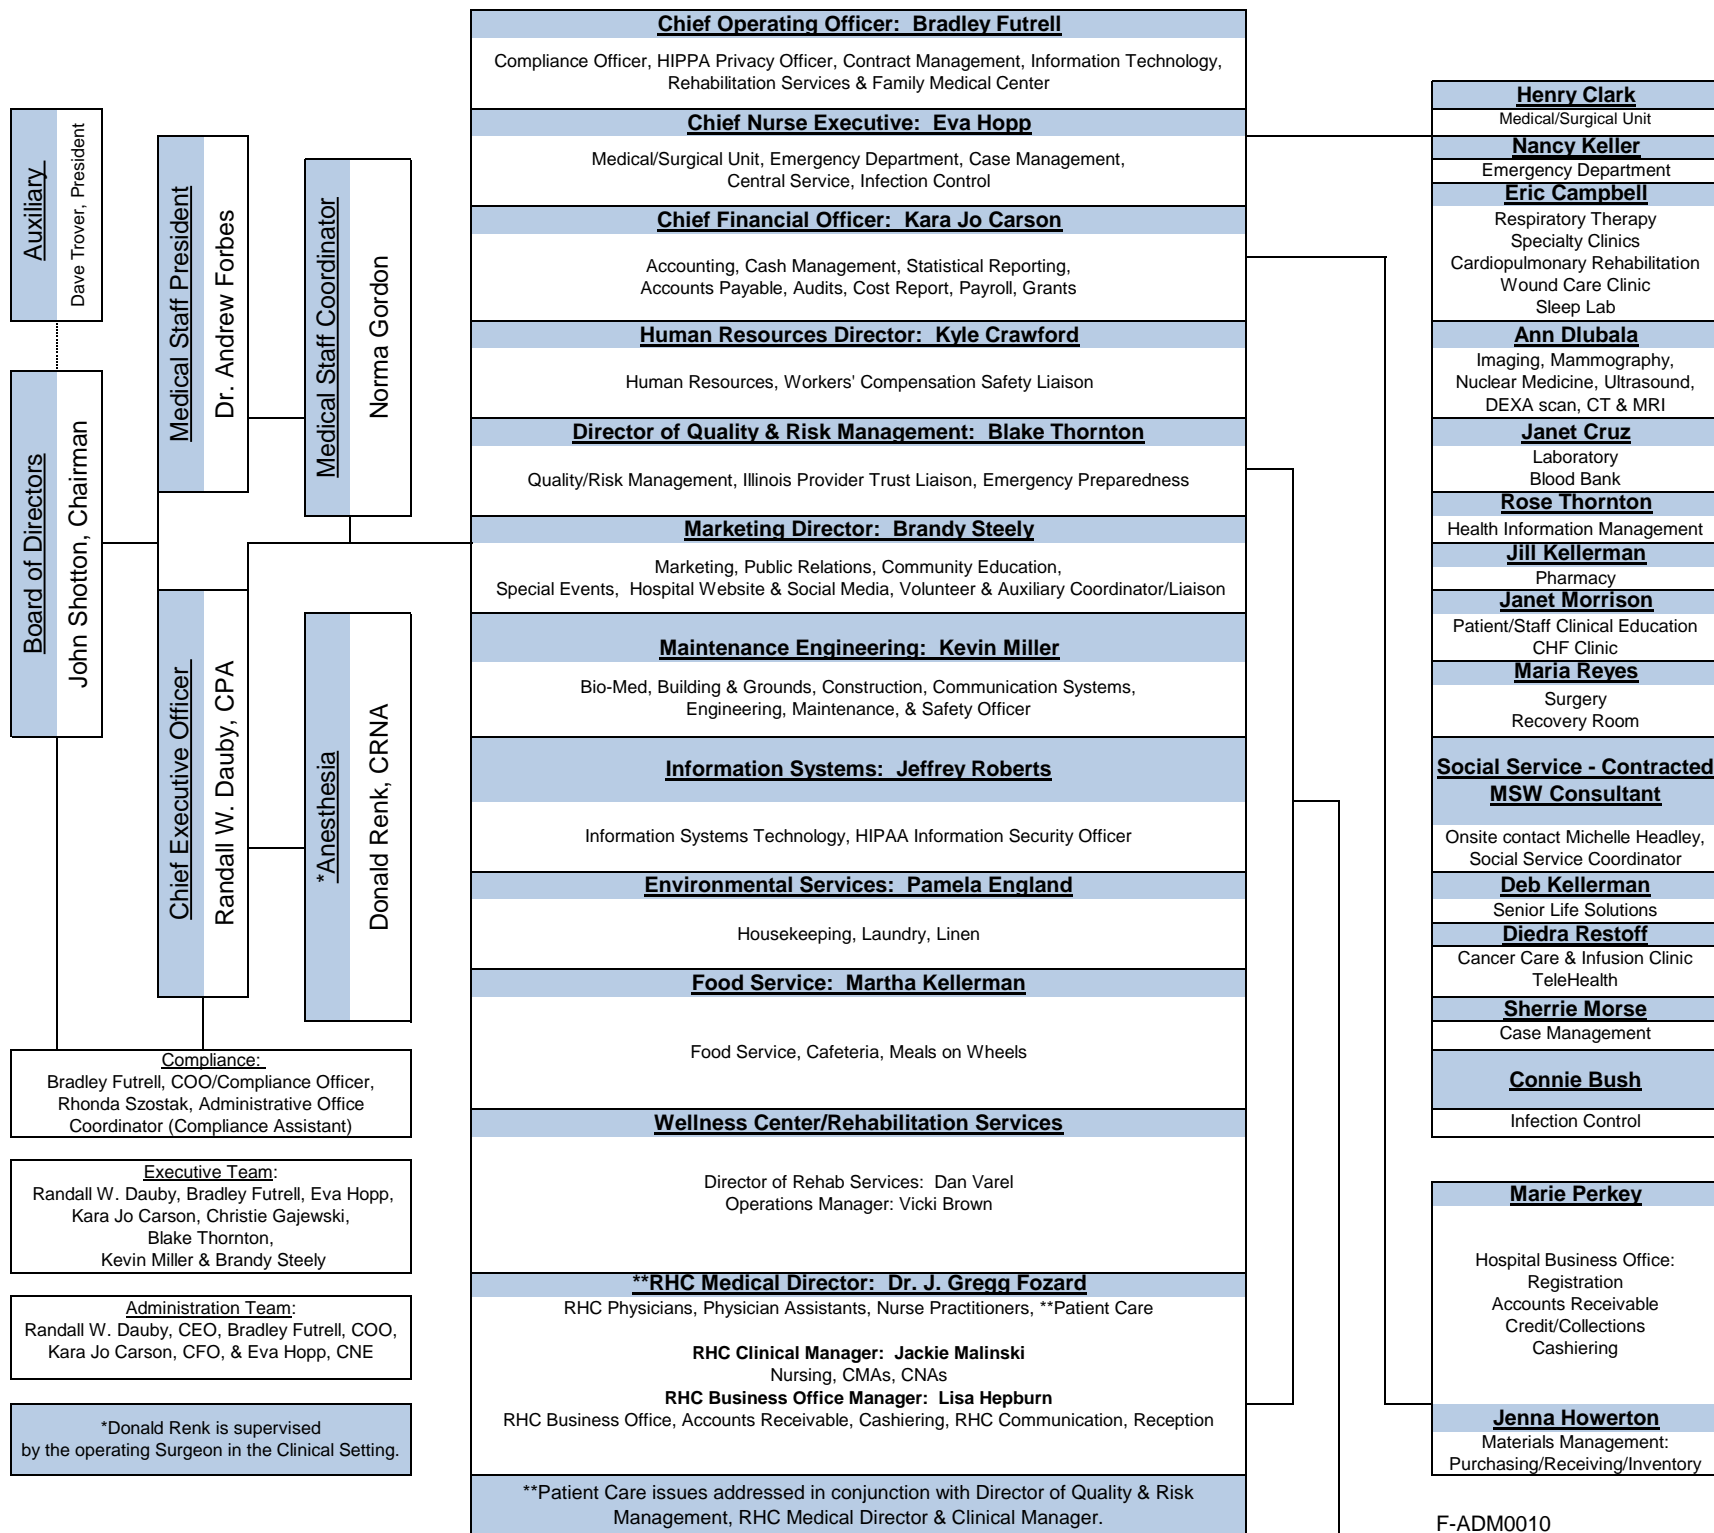 Auxiliary
Dave Trover, President
Board of Directors
John Shotton, Chairman
Medical Staff President
Dr. Andrew Forbes
Medical Staff Coordinator
Norma Gordon
Chief Executive Officer
Randall W. Dauby, CPA
*Anesthesia
Donald Renk, CRNA
Compliance:
Bradley Futrell, COO/Compliance Officer,
Rhonda Szostak, Administrative Office
Coordinator (Compliance Assistant)
Executive Team:
Randall W. Dauby, Bradley Futrell, Eva Hopp,
Kara Jo Carson, Christie Gajewski,
Blake Thornton,
Kevin Miller & Brandy Steely
Administration Team:
Randall W. Dauby, CEO, Bradley Futrell, COO,
Kara Jo Carson, CFO, & Eva Hopp, CNE
*Donald Renk is supervised
by the operating Surgeon in the Clinical Setting.
Chief Operating Officer: Bradley Futrell
Compliance Officer, HIPPA Privacy Officer, Contract Management, Information Technology,
Rehabilitation Services & Family Medical Center
Chief Nurse Executive: Eva Hopp
Medical/Surgical Unit, Emergency Department, Case Management,
Central Service, Infection Control
Chief Financial Officer: Kara Jo Carson
Accounting, Cash Management, Statistical Reporting,
Accounts Payable, Audits, Cost Report, Payroll, Grants
Human Resources Director: Kyle Crawford
Human Resources, Workers' Compensation Safety Liaison
Director of Quality & Risk Management: Blake Thornton
Quality/Risk Management, Illinois Provider Trust Liaison, Emergency Preparedness
Marketing Director: Brandy Steely
Marketing, Public Relations, Community Education,
Special Events, Hospital Website & Social Media, Volunteer & Auxiliary Coordinator/Liaison
Maintenance Engineering: Kevin Miller
Bio-Med, Building & Grounds, Construction, Communication Systems,
Engineering, Maintenance, & Safety Officer
Information Systems: Jeffrey Roberts
Information Systems Technology, HIPAA Information Security Officer
Environmental Services: Pamela England
Housekeeping, Laundry, Linen
Food Service: Martha Kellerman
Food Service, Cafeteria, Meals on Wheels
Wellness Center/Rehabilitation Services
Director of Rehab Services: Dan Varel
Operations Manager: Vicki Brown
**RHC Medical Director: Dr. J. Gregg Fozard
RHC Physicians, Physician Assistants, Nurse Practitioners, **Patient Care
RHC Clinical Manager: Jackie Malinski
Nursing, CMAs, CNAs
RHC Business Office Manager: Lisa Hepburn
RHC Business Office, Accounts Receivable, Cashiering, RHC Communication, Reception
**Patient Care issues addressed in conjunction with Director of Quality & Risk
Management, RHC Medical Director & Clinical Manager.
Henry Clark
Medical/Surgical Unit
Nancy Keller
Emergency Department
Eric Campbell
Respiratory Therapy
Specialty Clinics
Cardiopulmonary Rehabilitation
Wound Care Clinic
Sleep Lab
Ann Dlubala
Imaging, Mammography,
Nuclear Medicine, Ultrasound,
DEXA scan, CT & MRI
Janet Cruz
Laboratory
Blood Bank
Rose Thornton
Health Information Management
Jill Kellerman
Pharmacy
Janet Morrison
Patient/Staff Clinical Education
CHF Clinic
Maria Reyes
Surgery
Recovery Room
Social Service - Contracted
MSW Consultant
Onsite contact Michelle Headley,
Social Service Coordinator
Deb Kellerman
Senior Life Solutions
Diedra Restoff
Cancer Care & Infusion Clinic
TeleHealth
Sherrie Morse
Case Management
Connie Bush
Infection Control
Marie Perkey
Hospital Business Office:
Registration
Accounts Receivable
Credit/Collections
Cashiering
Jenna Howerton
Materials Management:
Purchasing/Receiving/Inventory
F-ADM0010